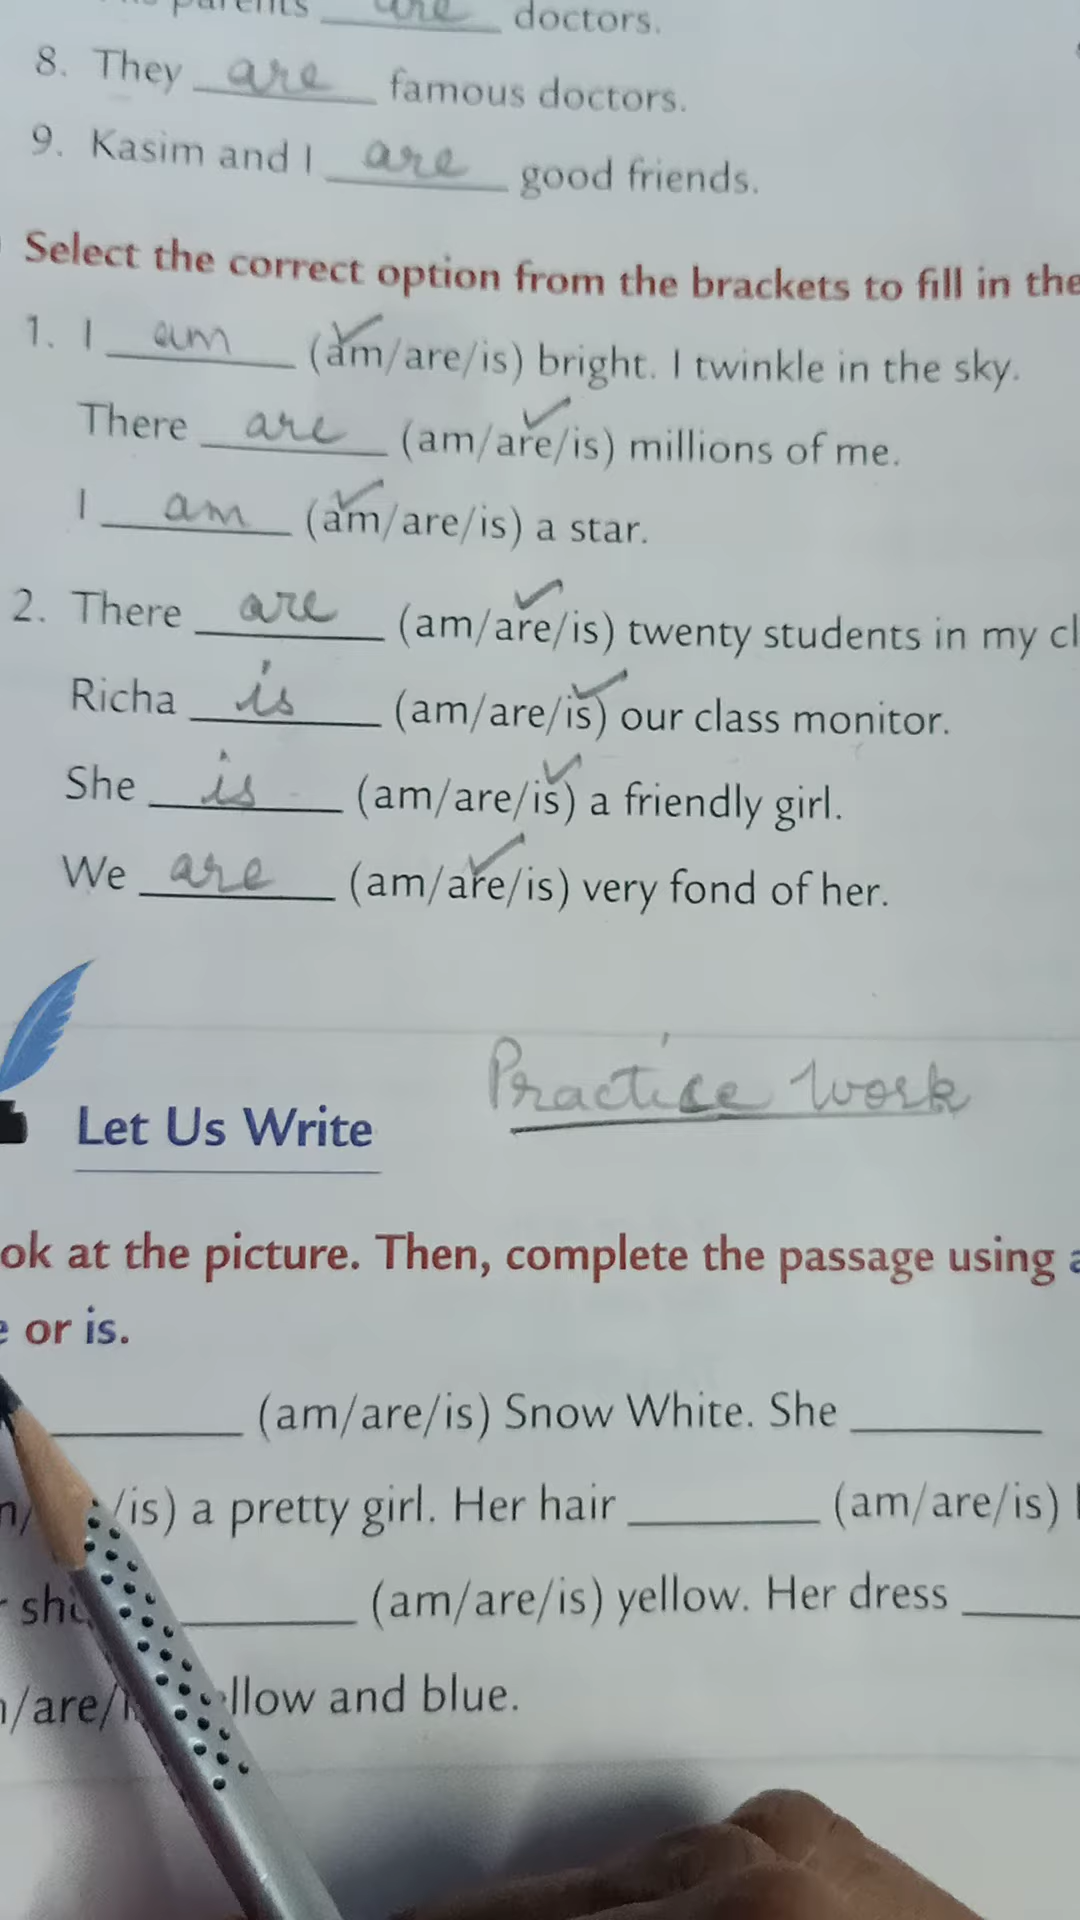 parents are doctors.
8. They are famous doctors.
9. Kasim and I are good friends.
Select the correct option from the brackets to fill in the
1. I am (am/are/is) bright. I twinkle in the sky.
There are (am/are/is) millions of me.
I am (am/are/is) a star.
2. There are (am/are/is) twenty students in my cl
Richa is (am/are/is) our class monitor.
She is (am/are/is) a friendly girl.
We are (am/are/is) very fond of her.
Practice Work
Let Us Write
ok at the picture. Then, complete the passage using a
e or is.
(am/are/is) Snow White. She
/is) a pretty girl. Her hair (am/are/is)
(am/are/is) yellow. Her dress
/are/ llow and blue.